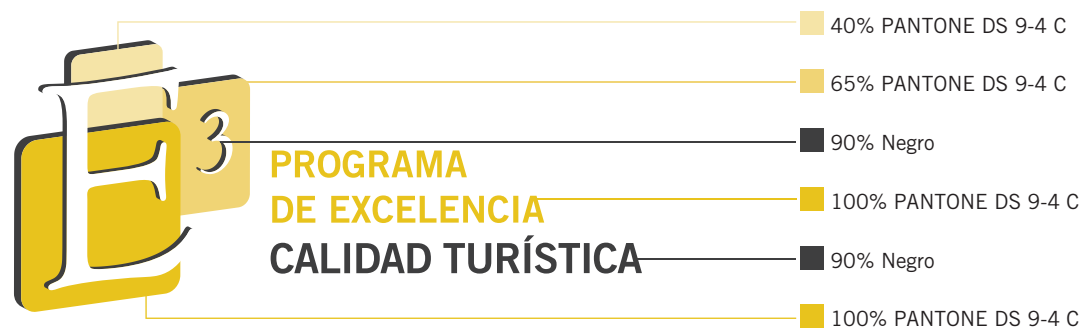 E3
PROGRAMA
DE EXCELENCIA
CALIDAD TURÍSTICA
40% PANTONE DS 9-4 C
65% PANTONE DS 9-4 C
90% Negro
100% PANTONE DS 9-4 C
90% Negro
100% PANTONE DS 9-4 C